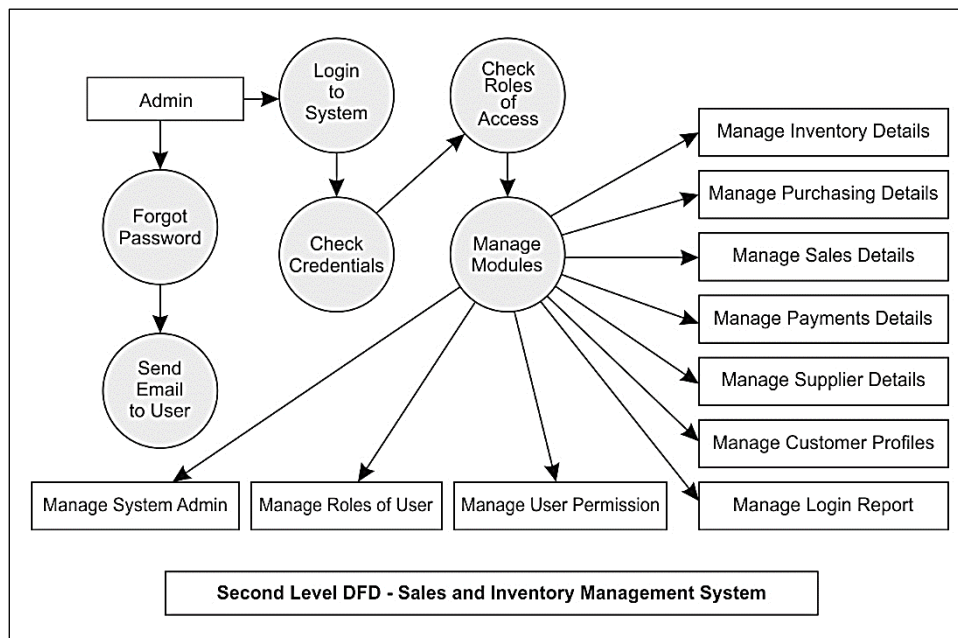 Admin
Login
to
System
Check
Roles
of
Access
Forgot
Password
Check
Credentials
Manage
Modules
Send
Email
to User
Manage Inventory Details
Manage Purchasing Details
Manage Sales Details
Manage Payments Details
Manage Supplier Details
Manage Customer Profiles
Manage Login Report
Manage System Admin
Manage Roles of User
Manage User Permission
Second Level DFD - Sales and Inventory Management System